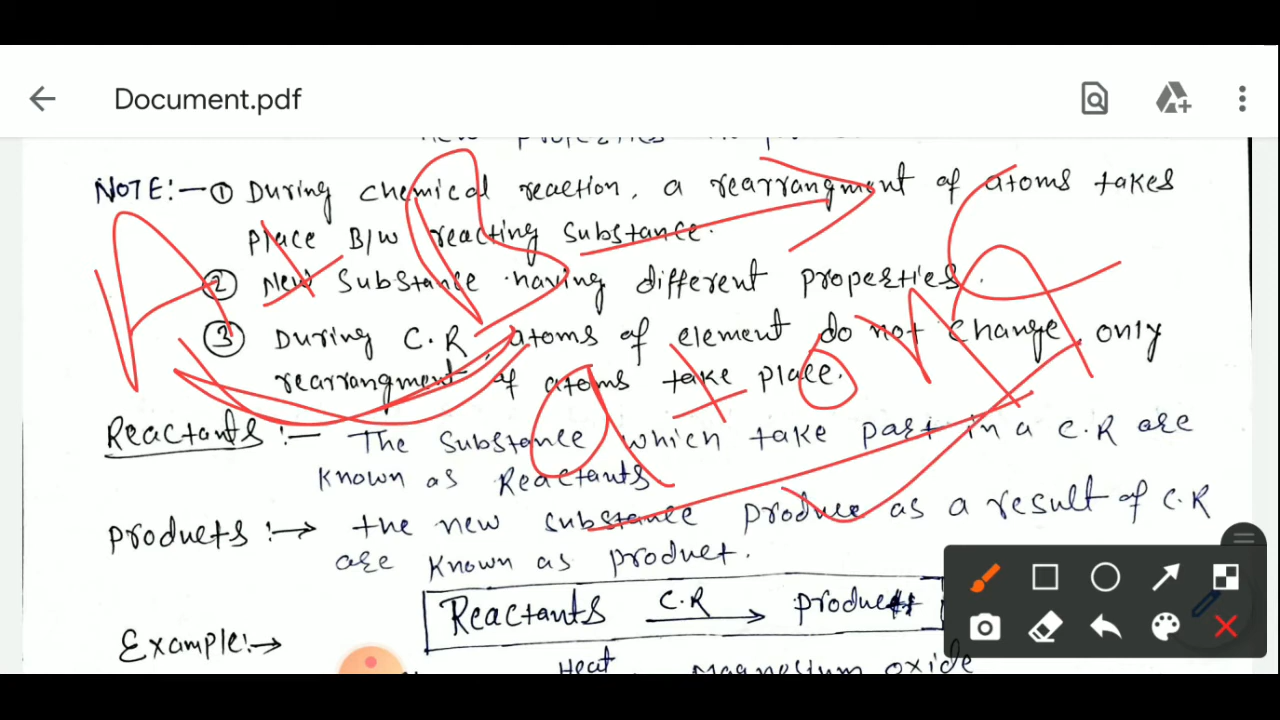 Document.pdf
NOTE:- ① During chemical reaction, a rearrangment of atoms takes
place B/w reacting substance.
② New Substance having different properties.
③ During C.R, atoms of element do not change, only
rearrangment of atoms take place.
Reactants :- The Substance which take part in a C.R are
known as Reactants
products :→ the new substance produce as a result of C.R
are known as product.
Reactants C.R → products
Example:→
Heat Magnesium oxide
A + B → C
atom